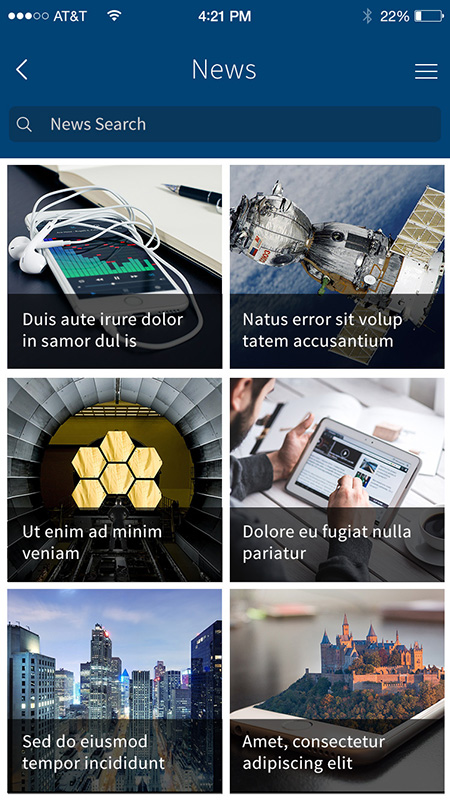 AT&T 4:21 PM 22%
News
News Search
Duis aute irure dolor
in samor dul is
Natus error sit volup
tatem accusantium
Ut enim ad minim
veniam
Dolore eu fugiat nulla
pariatur
Sed do eiusmod
tempor incididunt
Amet, consectetur
adipiscing elit